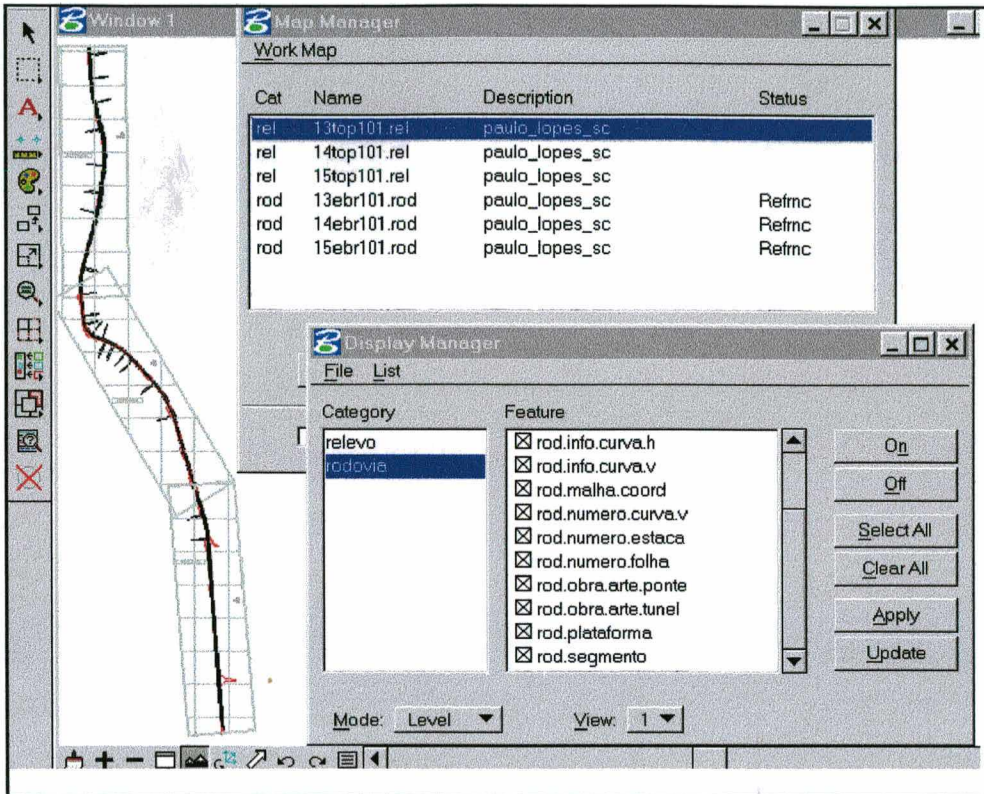 Window 1
Map Manager
Work Map
Cat Name Description Status
rel 13top101.rel paulo_lopes_sc
rel 14top101.rel paulo_lopes_sc
rel 15top101.rel paulo_lopes_sc
rod 13ebr101.rod paulo_lopes_sc Refrnc
rod 14ebr101.rod paulo_lopes_sc Refrnc
rod 15ebr101.rod paulo_lopes_sc Refrnc
Display Manager
File List
Category Feature
relevo
rodovia
rod.info.curva.h
rod.info.curva.v
rod.malha.coord
rod.numero.curva.v
rod.numero.estaca
rod.numero.folha
rod.obra.arte.ponte
rod.obra.arte.tunel
rod.plataforma
rod.segmento
On
Off
Select All
Clear All
Apply
Update
Mode: Level View: 1